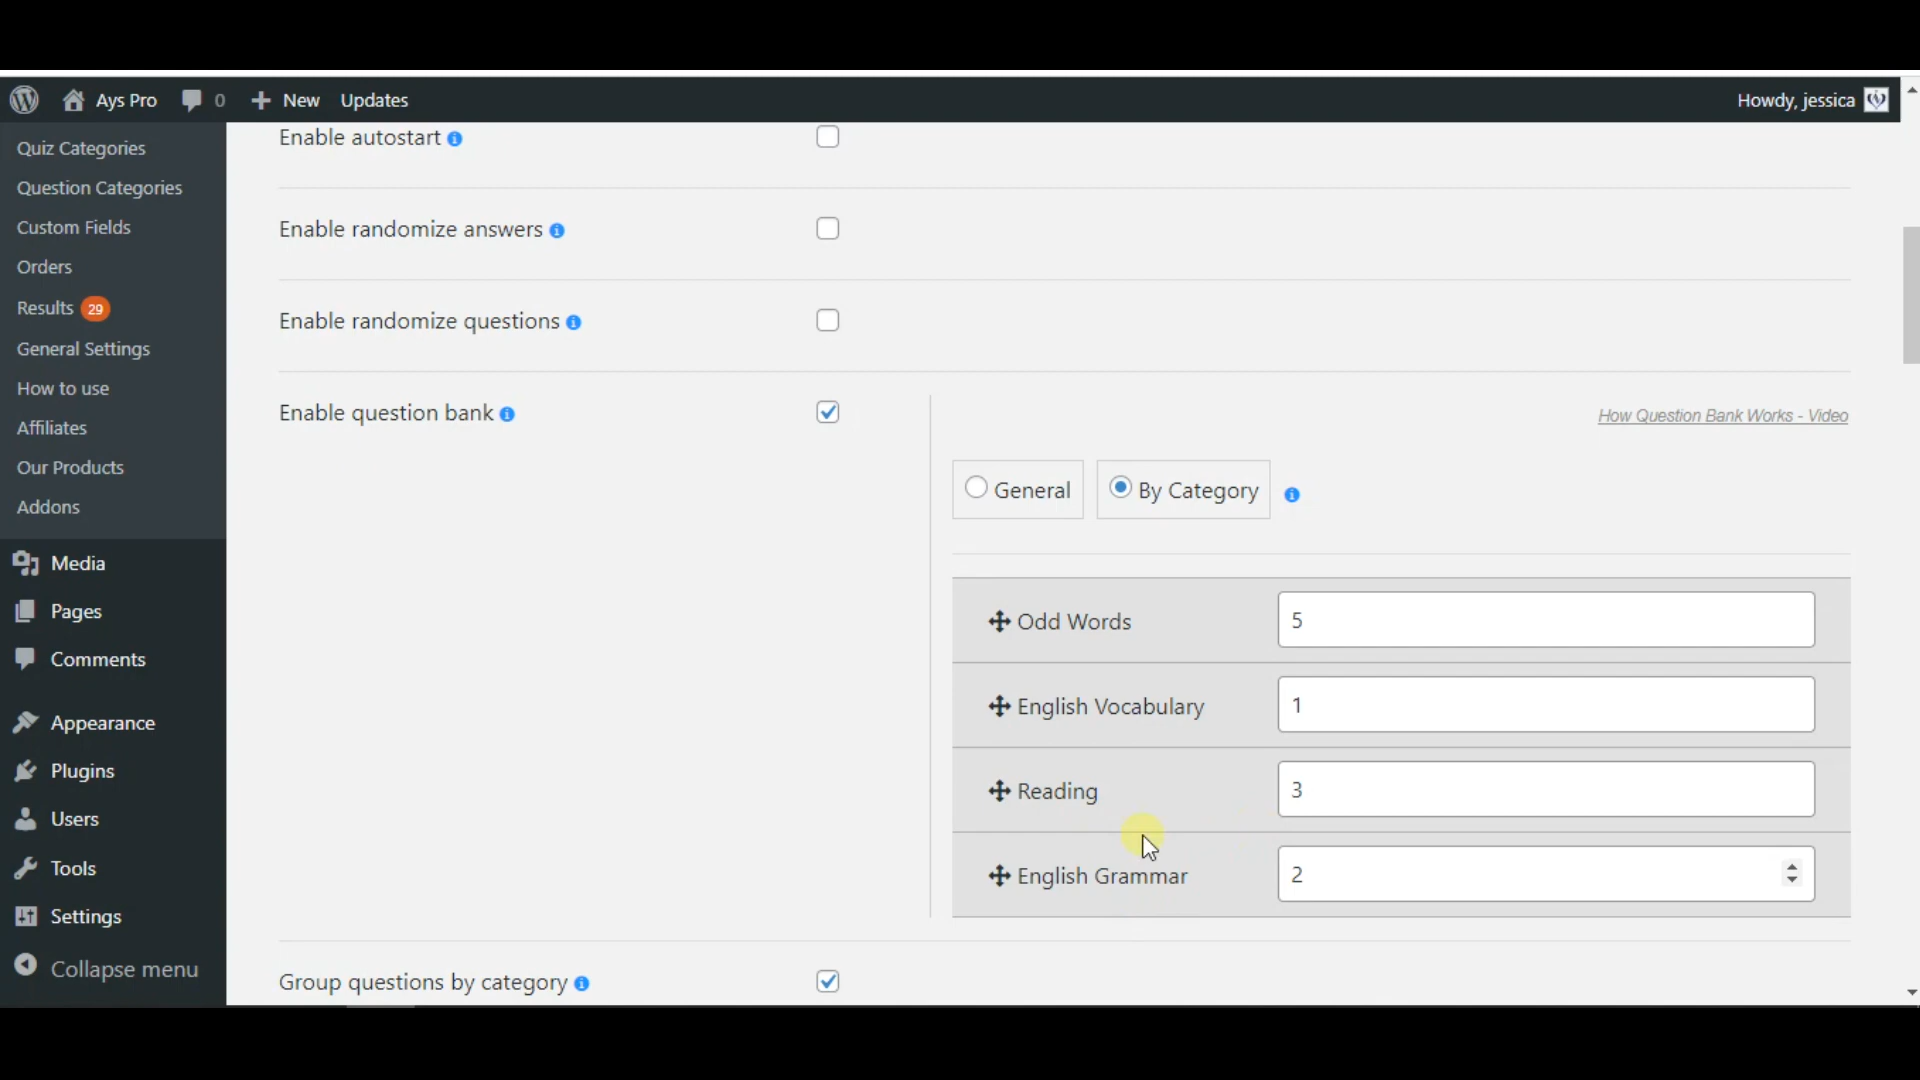 Ays Pro 0 New Updates Howdy, jessica
Quiz Categories
Question Categories
Custom Fields
Orders
Results 29
General Settings
How to use
Affiliates
Our Products
Addons
Media
Pages
Comments
Appearance
Plugins
Users
Tools
Settings
Collapse menu
Enable autostart
Enable randomize answers
Enable randomize questions
Enable question bank
How Question Bank Works - Video
General By Category
Odd Words 5
English Vocabulary 1
Reading 3
English Grammar 2
Group questions by category